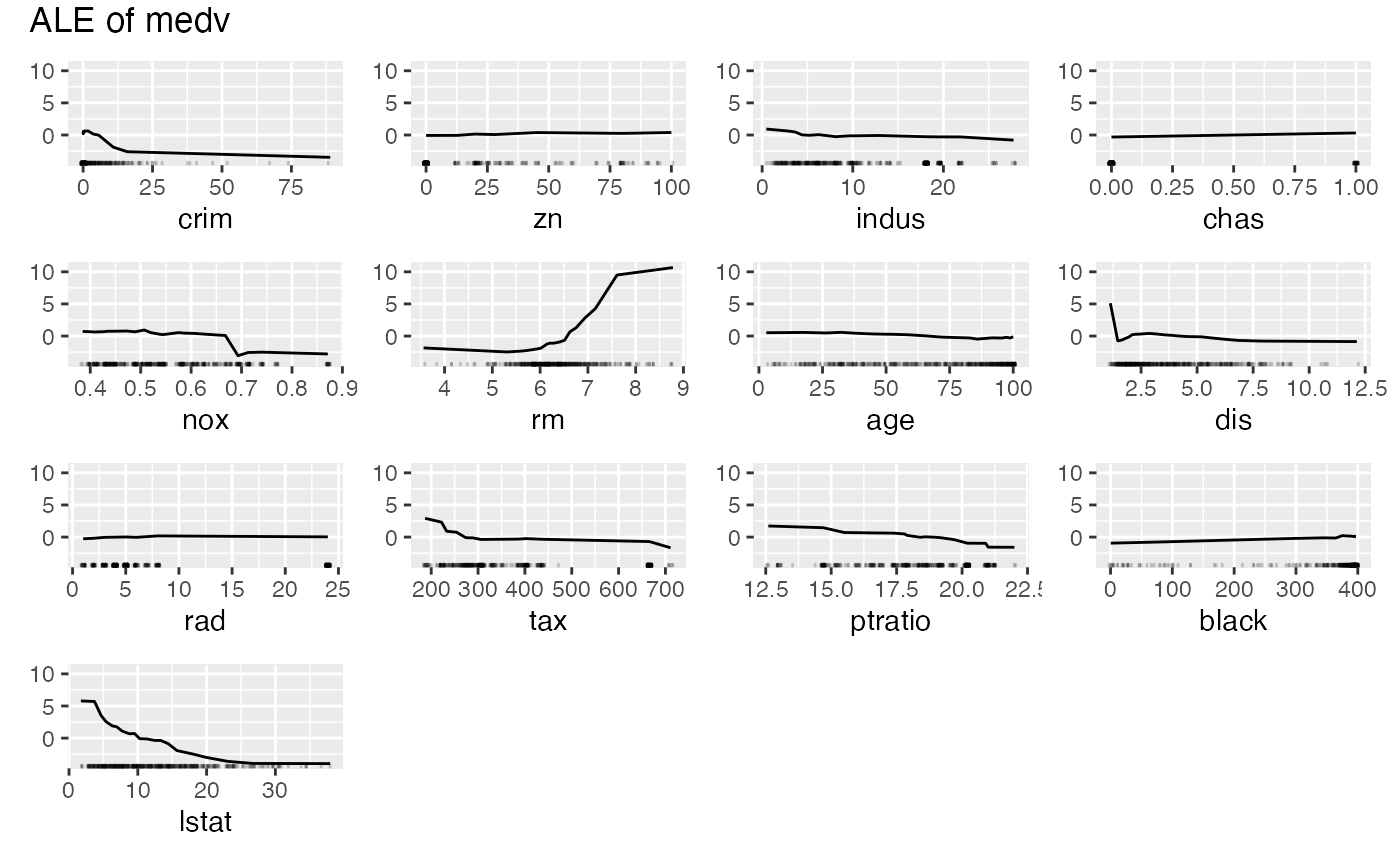 ALE of medv
10
5
0
0 25 50 75
crim
10
5
0
0 25 50 75 100
zn
10
5
0
0 10 20
indus
10
5
0
0.00 0.25 0.50 0.75 1.00
chas
10
5
0
0.4 0.5 0.6 0.7 0.8 0.9
nox
10
5
0
4 5 6 7 8 9
rm
10
5
0
0 25 50 75 100
age
10
5
0
2.5 5.0 7.5 10.0 12.5
dis
10
5
0
0 5 10 15 20 25
rad
10
5
0
200 300 400 500 600 700
tax
10
5
0
12.5 15.0 17.5 20.0 22.5
ptratio
10
5
0
0 100 200 300 400
black
10
5
0
0 10 20 30
lstat